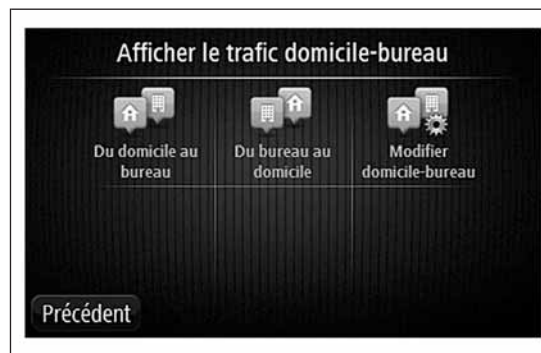 Afficher le trafic domicile-bureau
Du domicile au
bureau
Du bureau au
domicile
Modifier
domicile-bureau
Précédent